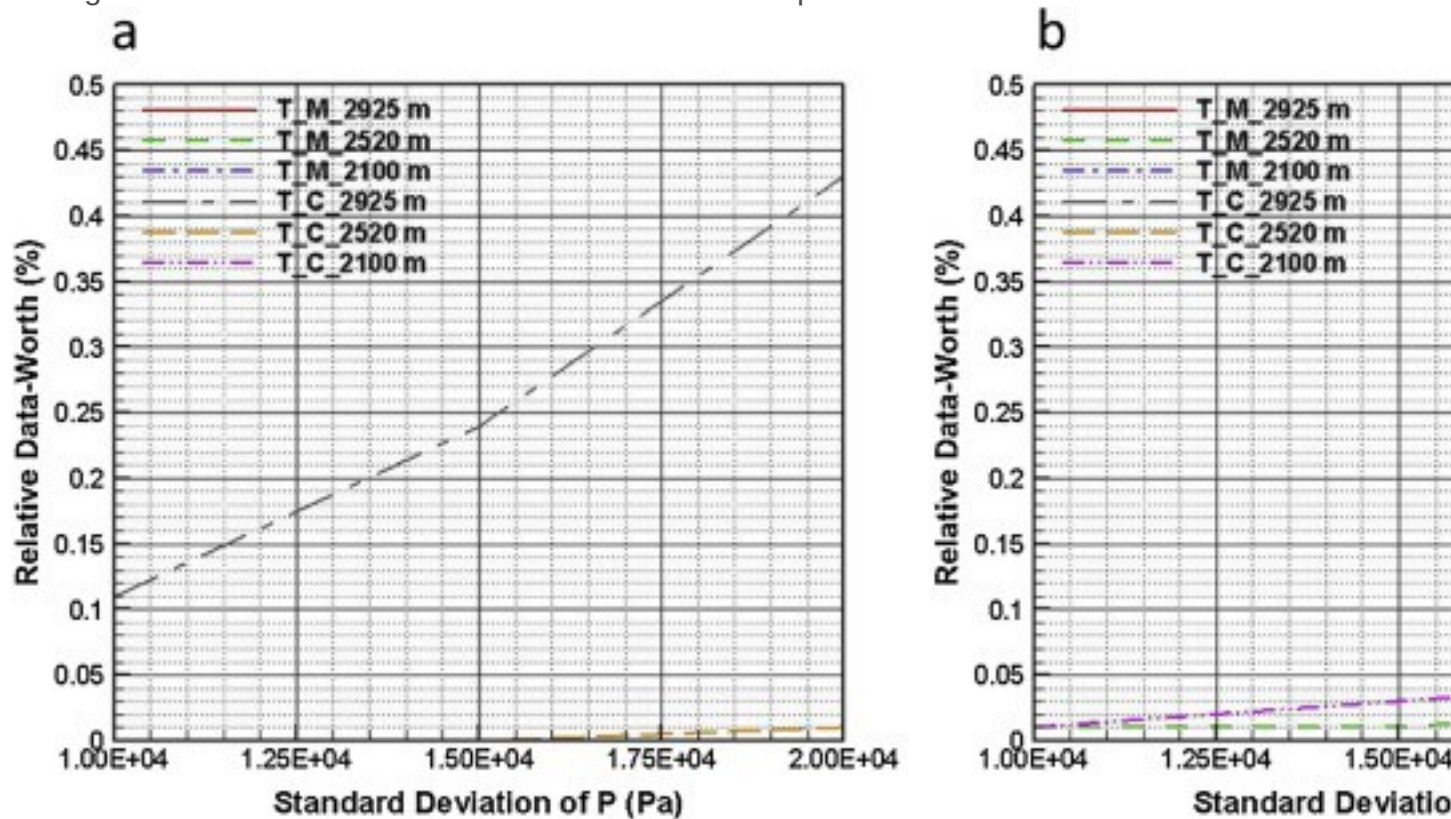 a
0.5
T_M_2925 m
T_M_2520 m
0.45
T_M_2100 m
T_C_2925 m
0.4
T_C_2520 m
T_C_2100 m
0.35
0.3
0.25
0.2
0.15
0.1
0.05
0
Relative Data-Worth (%)
1.00E+04 1.25E+04 1.50E+04 1.75E+04 2.00E+04
Standard Deviation of P (Pa)
b
0.5
T_M_2925 m
T_M_2520 m
0.45
T_M_2100 m
T_C_2925 m
0.4
T_C_2520 m
T_C_2100 m
0.35
0.3
0.25
0.2
0.15
0.1
0.05
0
Relative Data-Worth (%)
1.00E+04 1.25E+04 1.50E+04
Standard Deviatio